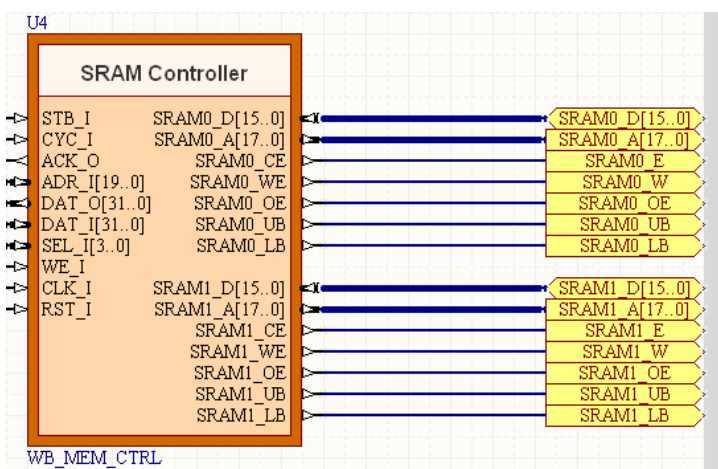 U4
SRAM Controller
STB_I SRAM0_D[15..0] SRAM0_D[15..0]
CYC_I SRAM0_A[17..0] SRAM0_A[17..0]
ACK_O SRAM0_CE SRAM0_E
ADR_I[19..0] SRAM0_WE SRAM0_W
DAT_O[31..0] SRAM0_OE SRAM0_OE
DAT_I[31..0] SRAM0_UB SRAM0_UB
SEL_I[3..0] SRAM0_LB SRAM0_LB
WE_I
CLK_I SRAM1_D[15..0] SRAM1_D[15..0]
RST_I SRAM1_A[17..0] SRAM1_A[17..0]
SRAM1_CE SRAM1_E
SRAM1_WE SRAM1_W
SRAM1_OE SRAM1_OE
SRAM1_UB SRAM1_UB
SRAM1_LB SRAM1_LB
WB_MEM_CTRL